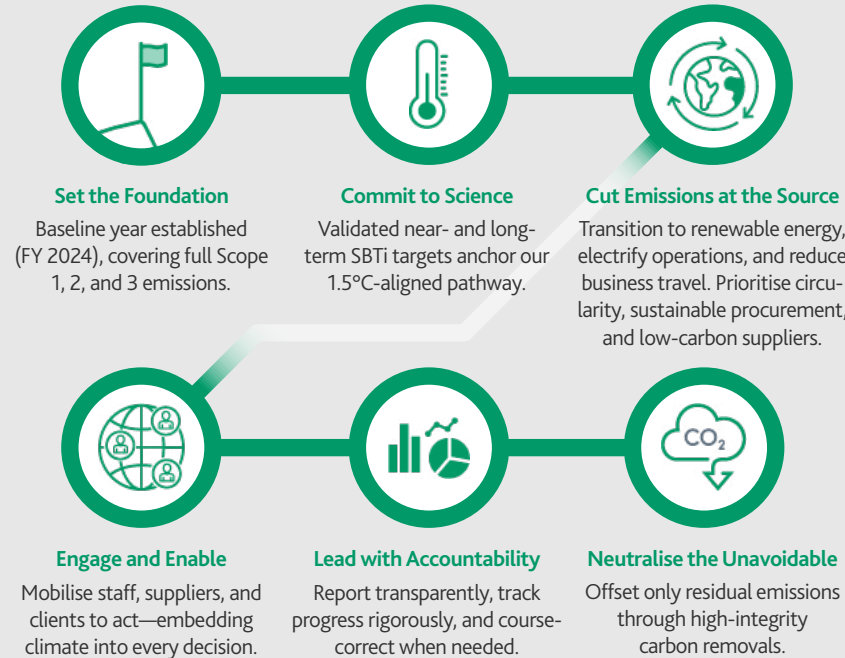 Set the Foundation
Baseline year established
(FY 2024), covering full Scope
1, 2, and 3 emissions.
Commit to Science
Validated near- and long-
term SBTi targets anchor our
1.5°C-aligned pathway.
Cut Emissions at the Source
Transition to renewable energy,
electrify operations, and reduce
business travel. Prioritise circu-
larity, sustainable procurement,
and low-carbon suppliers.
Engage and Enable
Mobilise staff, suppliers, and
clients to act—embedding
climate into every decision.
Lead with Accountability
Report transparently, track
progress rigorously, and course-
correct when needed.
CO₂
Neutralise the Unavoidable
Offset only residual emissions
through high-integrity
carbon removals.